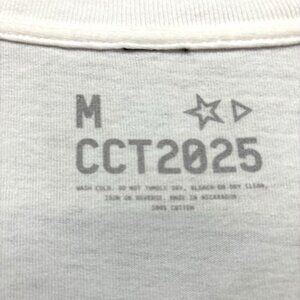 M
CCT2025
WASH COLD. DO NOT TUMBLE DRY, BLEACH OR DRY CLEAN,
IRON ON REVERSE, MADE IN NICARAGUA
100% COTTON